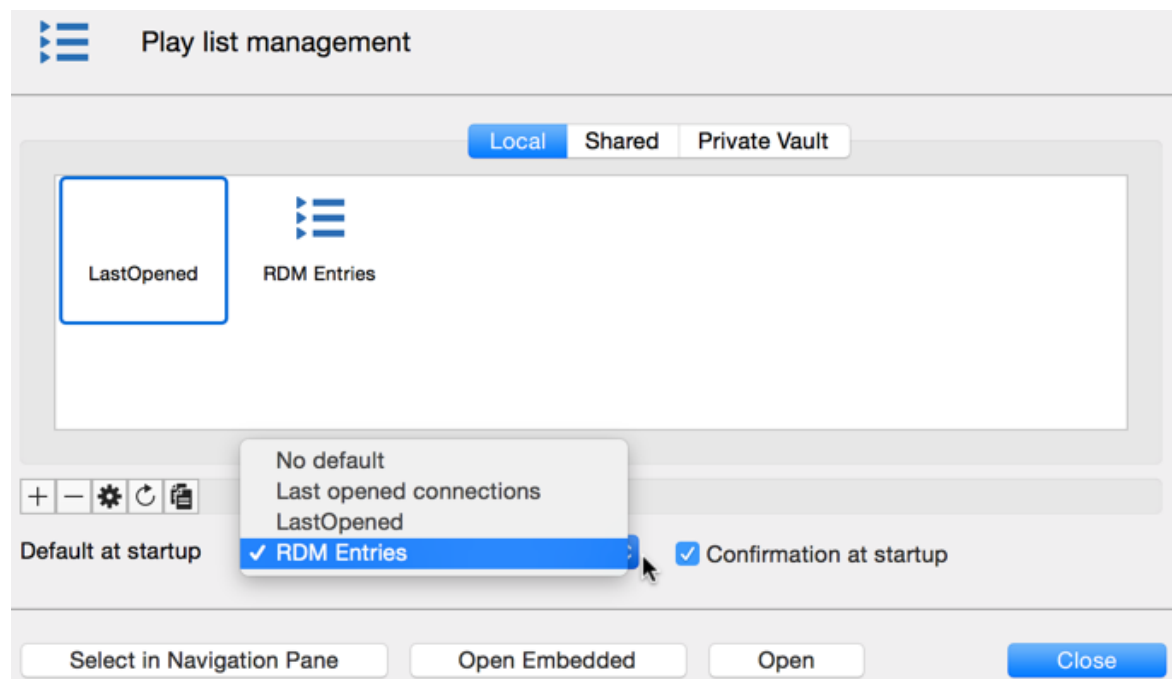 Play list management
Local Shared Private Vault
LastOpened RDM Entries
No default
Last opened connections
LastOpened
Default at startup ✓ RDM Entries Confirmation at startup
Select in Navigation Pane Open Embedded Open Close